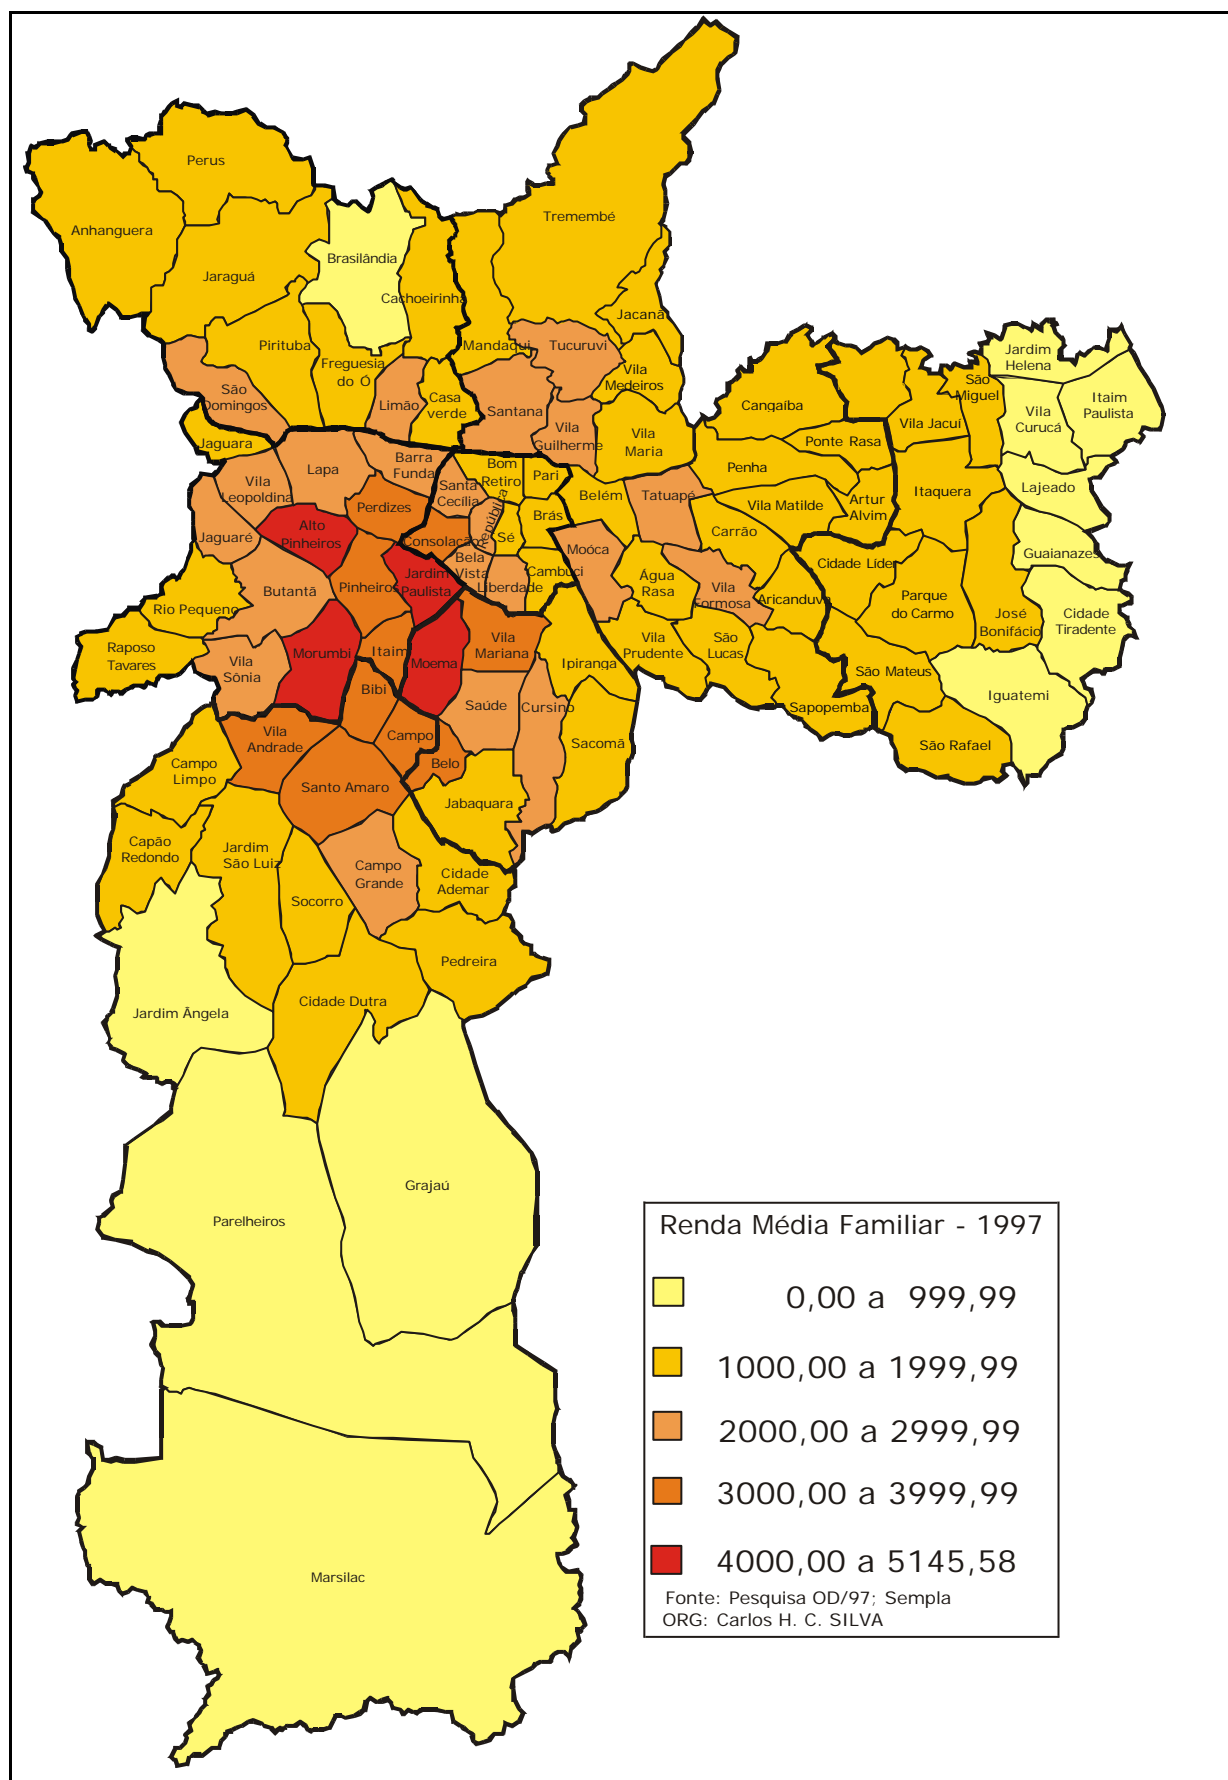 Perus
Anhanguera
Tremembé
Brasilândia
Jaraguá
Cachoeirinha
Jacanã
Pirituba
Mandaqui
Tucuruvi
Freguesia
do Ó
Vila
Medeiros
São
Domingos
Limão
Casa
verde
Santana
Vila
Guilherme
Vila
Maria
Jaguara
Cangaíba
Vila Jacuí
São
Miguel
Jardim
Helena
Vila
Curucá
Itaim
Paulista
Ponte Rasa
Penha
Lapa
Barra
Funda
Vila
Leopoldina
Perdizes
Santa
Cecília
Bom
Retiro
Pari
República
Belém
Tatuapé
Vila Matilde
Artur
Alvim
Itaquera
Lajeado
Jaguaré
Alto
Pinheiros
Consolação
Sé
Brás
Moóca
Carrão
Guaianazes
Bela
Vista
Liberdade
Cambuci
Jardim
Paulista
Pinheiros
Butantã
Rio Pequeno
Água
Rasa
Vila
Formosa
Aricanduva
Cidade Líder
Parque
do Carmo
José
Bonifácio
Cidade
Tiradente
Raposo
Tavares
Vila
Sônia
Morumbi
Itaim
Bibi
Moema
Vila
Mariana
Ipiranga
Vila
Prudente
São
Lucas
São Mateus
Iguatemi
Sapopemba
São Rafael
Saúde
Cursino
Sacomã
Vila
Andrade
Campo
Belo
Campo
Limpo
Santo Amaro
Jabaquara
Capão
Redondo
Jardim
São Luiz
Campo
Grande
Cidade
Ademar
Socorro
Pedreira
Jardim Ângela
Cidade Dutra
Grajaú
Parelheiros
Marsilac
Renda Média Familiar - 1997
0,00 a 999,99
1000,00 a 1999,99
2000,00 a 2999,99
3000,00 a 3999,99
4000,00 a 5145,58
Fonte: Pesquisa OD/97; Sempla
ORG: Carlos H. C. SILVA